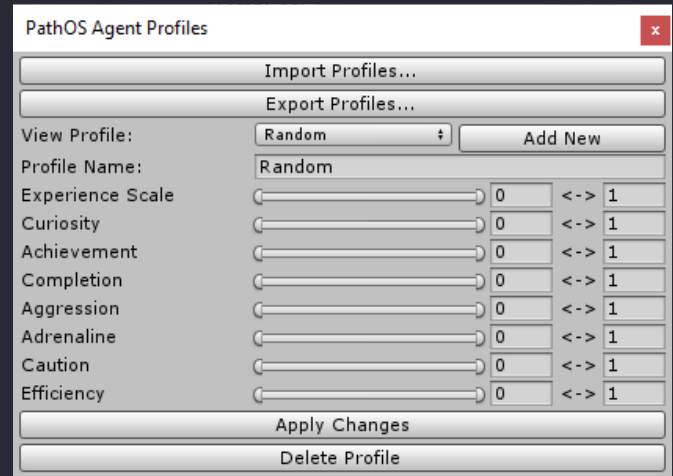 PathOS Agent Profiles x
Import Profiles...
Export Profiles...
View Profile: Random Add New
Profile Name: Random
Experience Scale 0 <-> 1
Curiosity 0 <-> 1
Achievement 0 <-> 1
Completion 0 <-> 1
Aggression 0 <-> 1
Adrenaline 0 <-> 1
Caution 0 <-> 1
Efficiency 0 <-> 1
Apply Changes
Delete Profile